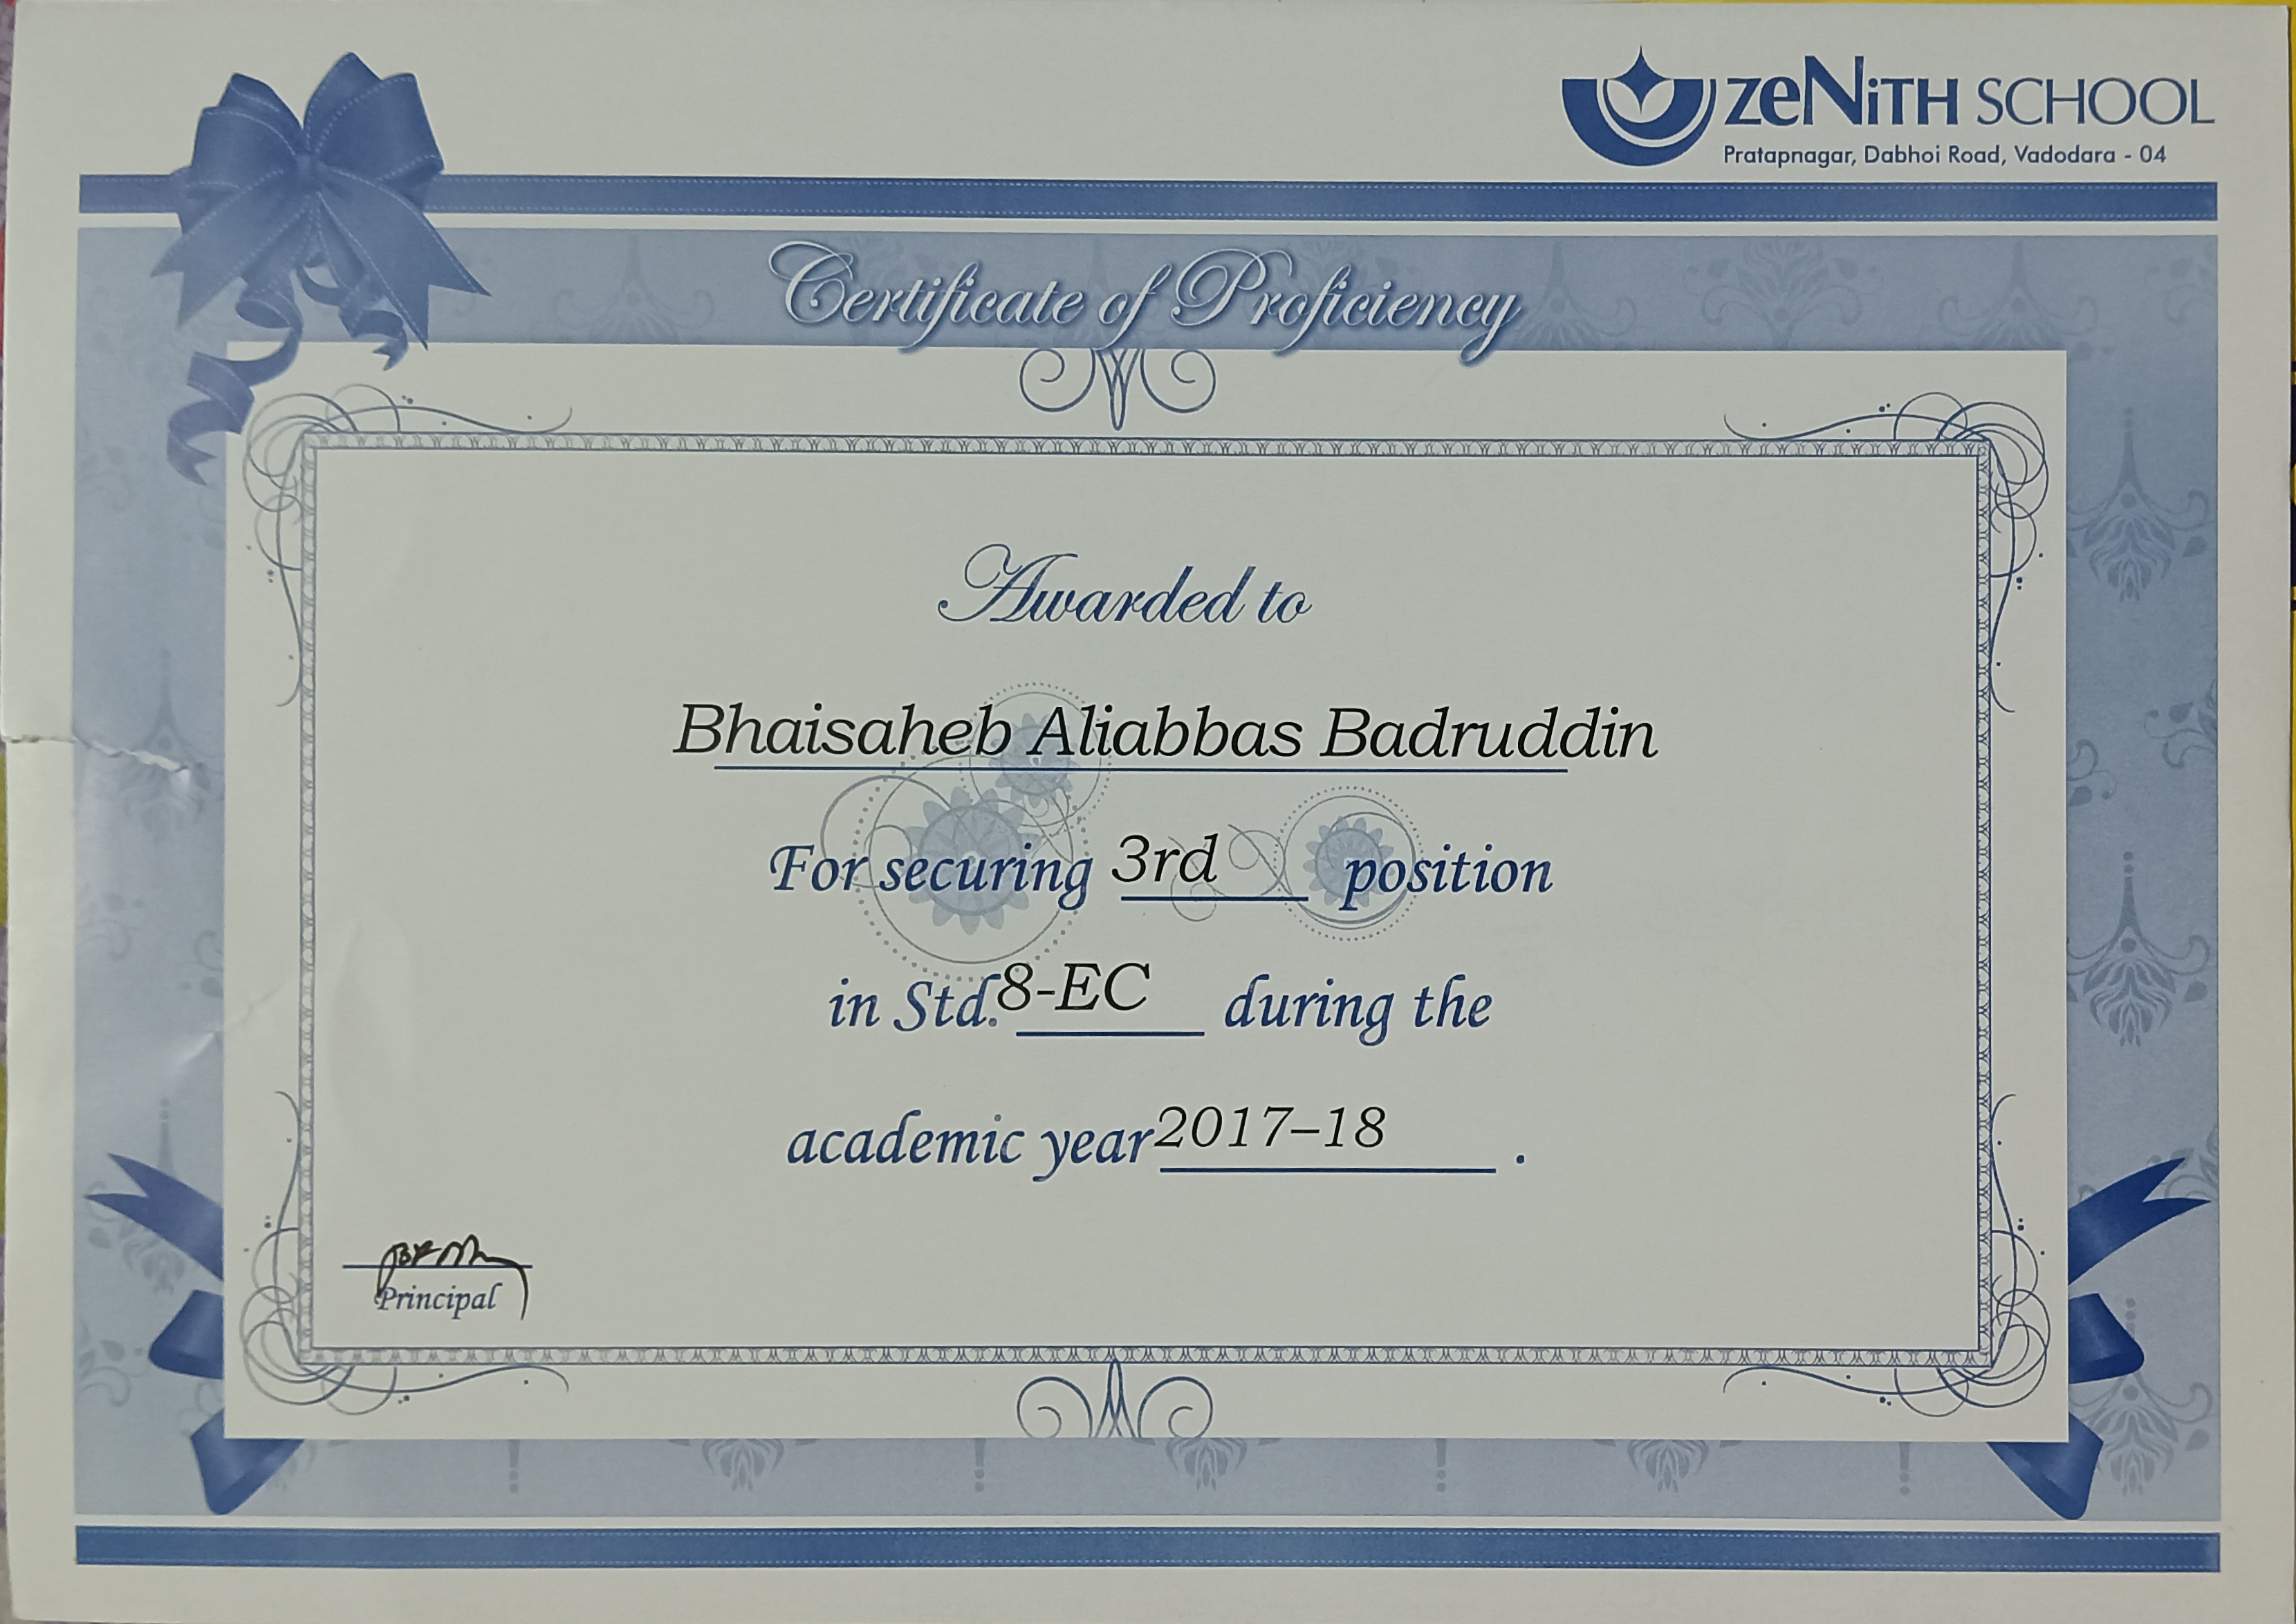 zeNiTH SCHOOL
Pratapnagar, Dabhoi Road, Vadodara - 04
Certificate of Proficiency
Awarded to
Bhaisaheb Aliabbas Badruddin
For securing 3rd position
in Std. 8-EC during the
academic year 2017-18 .
Principal